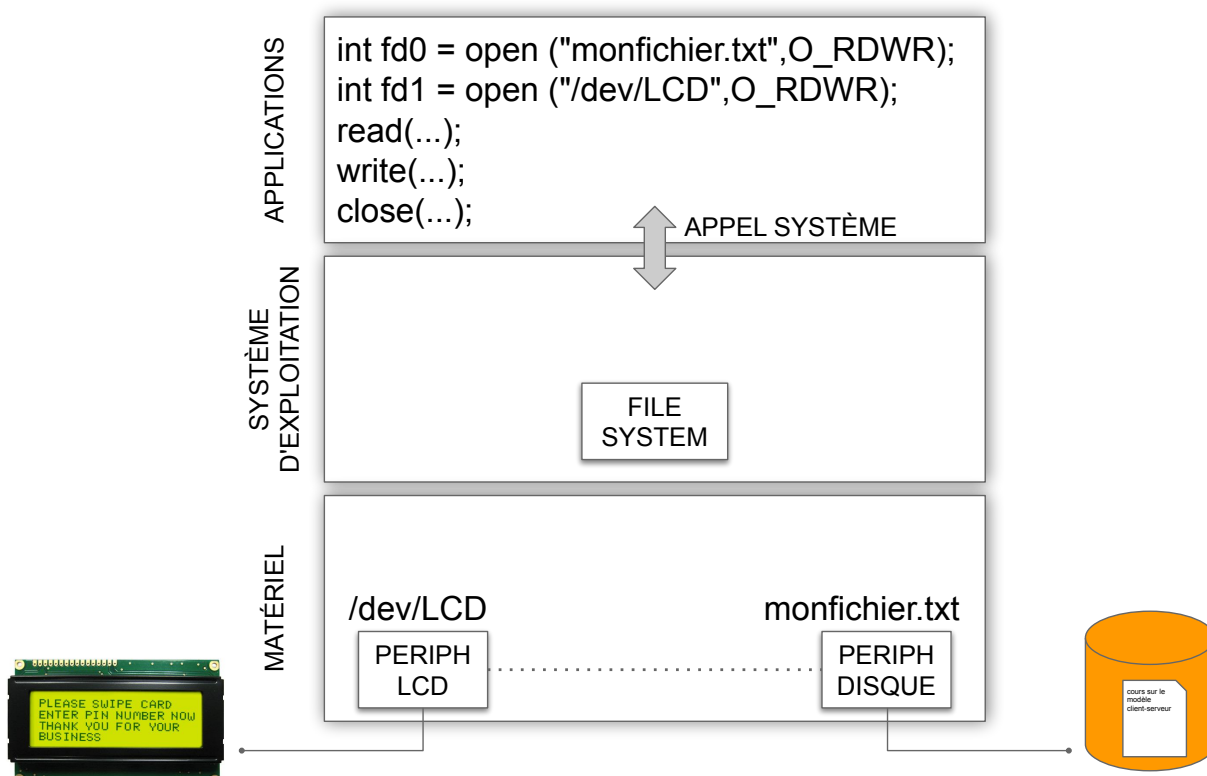 APPLICATIONS
int fd0 = open ("monfichier.txt",O_RDWR);
int fd1 = open ("/dev/LCD",O_RDWR);
read(...);
write(...);
close(...);
APPEL SYSTÈME
SYSTÈME
D'EXPLOITATION
FILE
SYSTEM
MATÉRIEL
/dev/LCD
PERIPH
LCD
monfichier.txt
PERIPH
DISQUE
PLEASE SWIPE CARD
ENTER PIN NUMBER NOW
THANK YOU FOR YOUR
BUSINESS
cours sur le
modèle
client-serveur